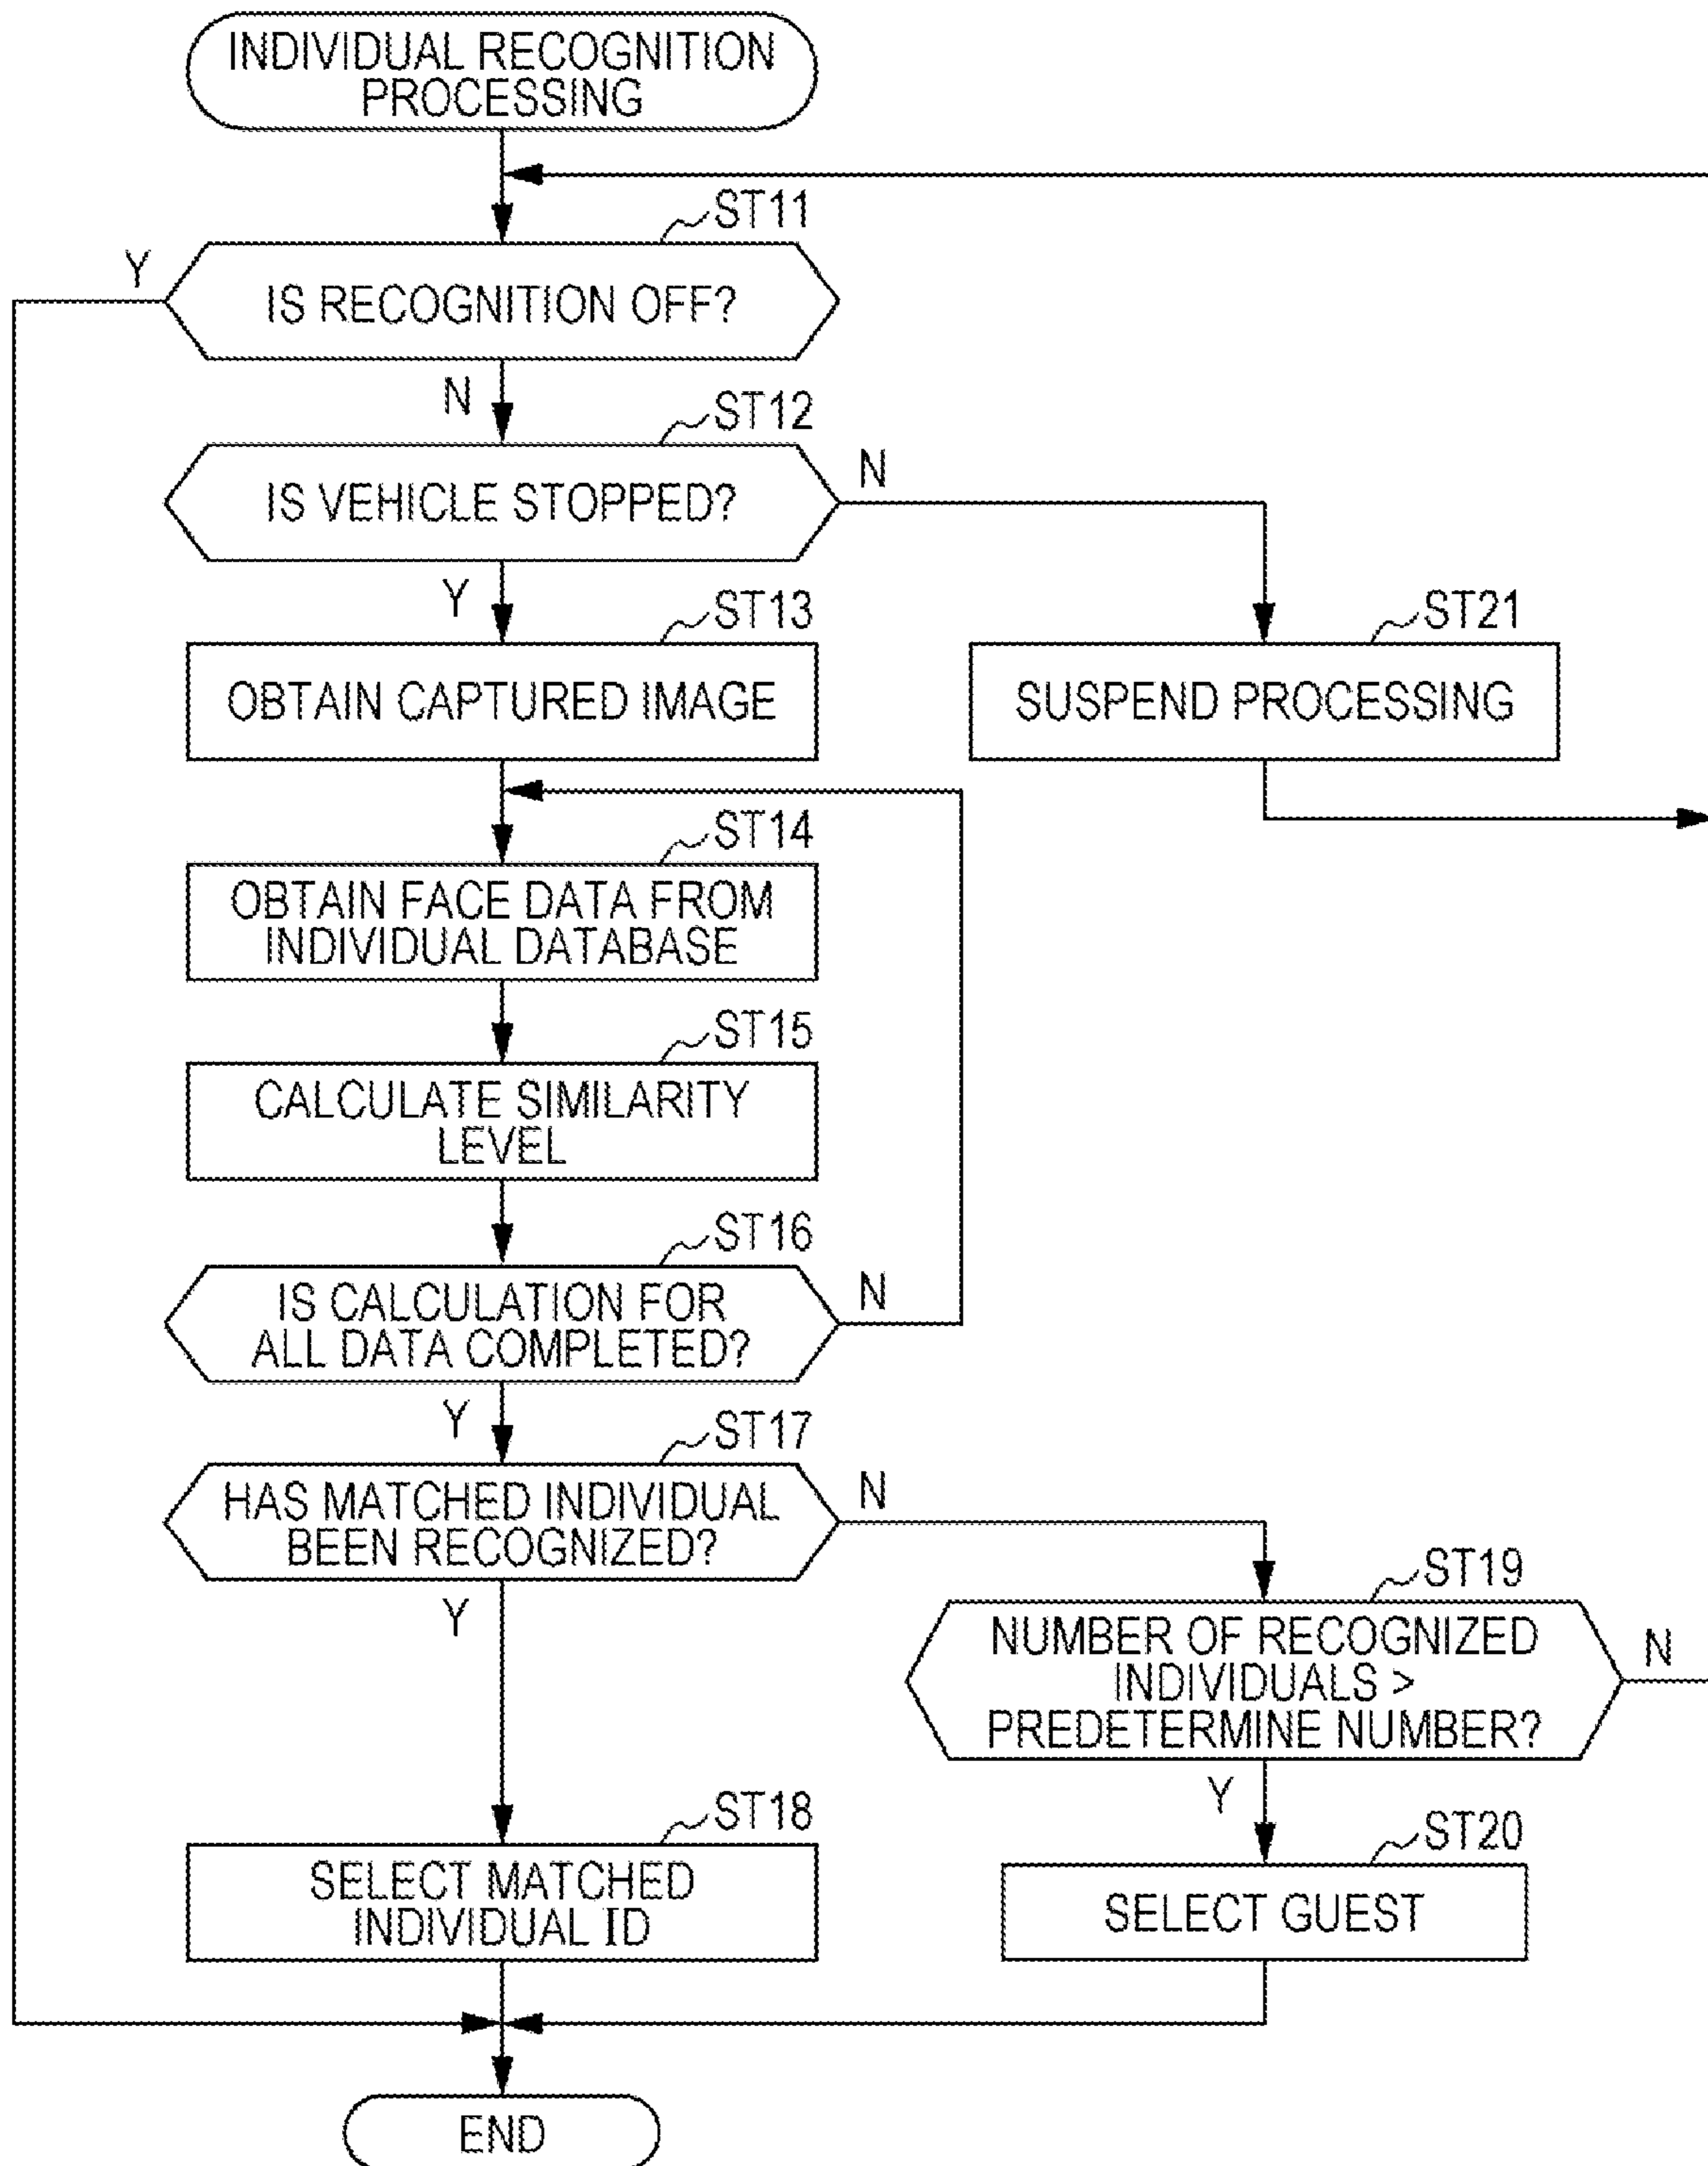 INDIVIDUAL RECOGNITION
PROCESSING
ST11
Y
IS RECOGNITION OFF?
N
ST12
IS VEHICLE STOPPED?
N
Y
ST13
OBTAIN CAPTURED IMAGE
ST21
SUSPEND PROCESSING
ST14
OBTAIN FACE DATA FROM
INDIVIDUAL DATABASE
ST15
CALCULATE SIMILARITY
LEVEL
ST16
IS CALCULATION FOR
ALL DATA COMPLETED?
N
Y
ST17
HAS MATCHED INDIVIDUAL
BEEN RECOGNIZED?
N
Y
ST19
NUMBER OF RECOGNIZED
INDIVIDUALS >
PREDETERMINE NUMBER?
N
Y
ST18
SELECT MATCHED
INDIVIDUAL ID
ST20
SELECT GUEST
END